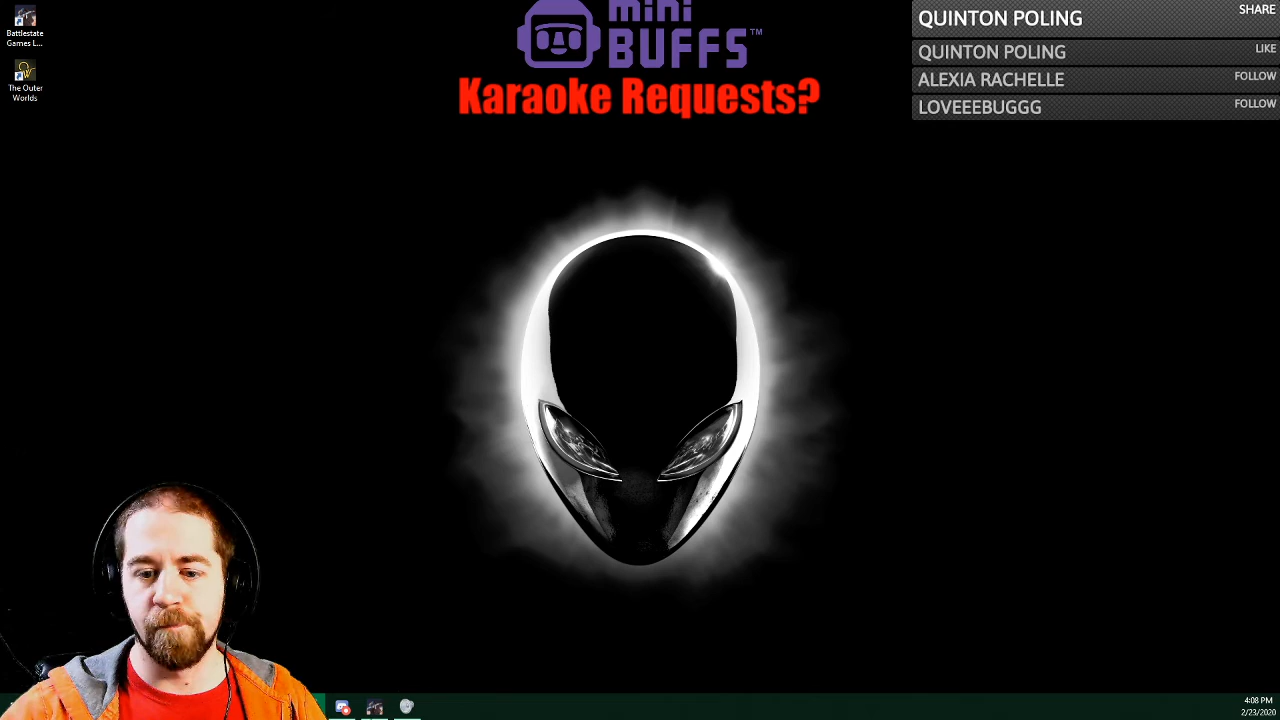 Battlestate
Games L...
The Outer
Worlds
mini
BUFFS™
Karaoke Requests?
QUINTON POLING SHARE
QUINTON POLING LIKE
ALEXIA RACHELLE FOLLOW
LOVEEEBUGGG FOLLOW
4:08 PM
2/23/2020